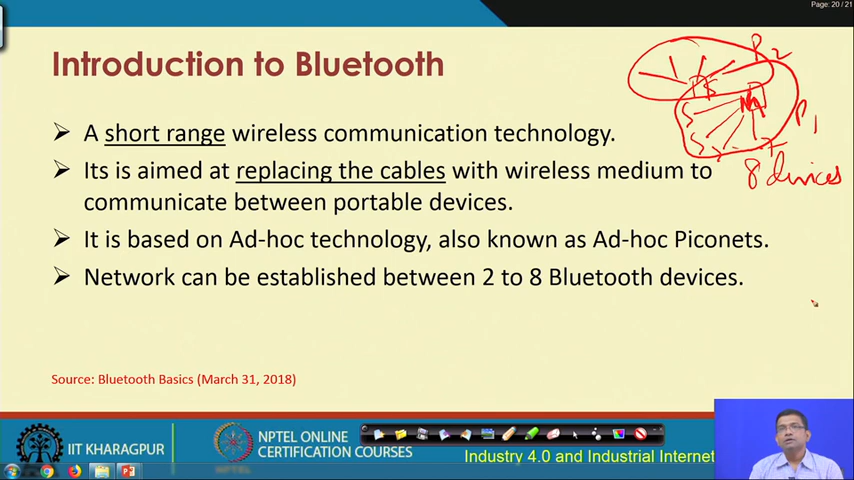 Page: 20 / 21
Introduction to Bluetooth
P2
P1
8 devices
➢ A short range wireless communication technology.
➢ Its is aimed at replacing the cables with wireless medium to
communicate between portable devices.
➢ It is based on Ad-hoc technology, also known as Ad-hoc Piconets.
➢ Network can be established between 2 to 8 Bluetooth devices.
Source: Bluetooth Basics (March 31, 2018)
IIT KHARAGPUR
NPTEL ONLINE
CERTIFICATION COURSES
NPTEL
Industry 4.0 and Industrial Internet